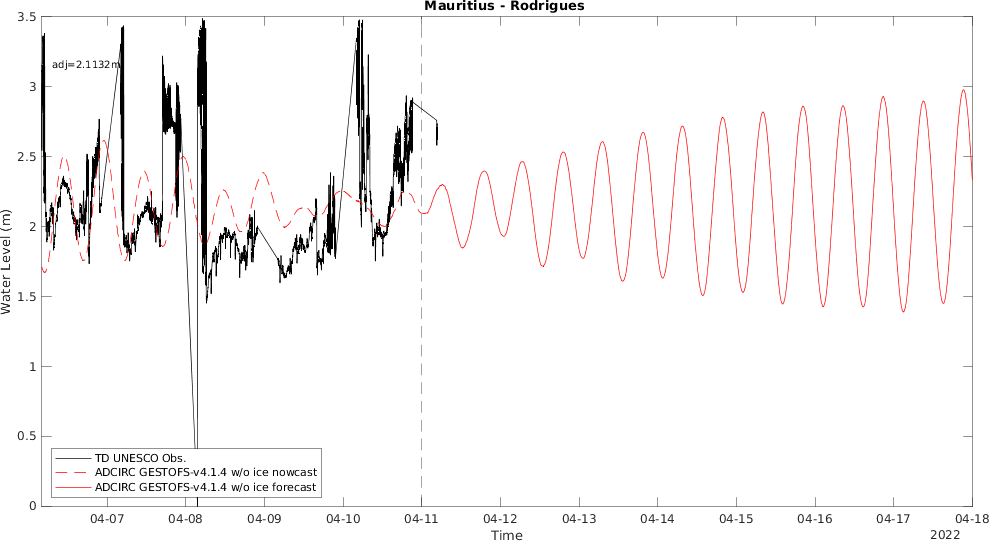 Mauritius - Rodrigues
3.5
adj=2.1132m
3
2.5
2
1.5
1
0.5
0
Water Level (m)
TD UNESCO Obs.
ADCIRC GESTOFS-v4.1.4 w/o ice nowcast
ADCIRC GESTOFS-v4.1.4 w/o ice forecast
04-07 04-08 04-09 04-10 04-11 04-12 04-13 04-14 04-15 04-16 04-17 04-18
Time
2022